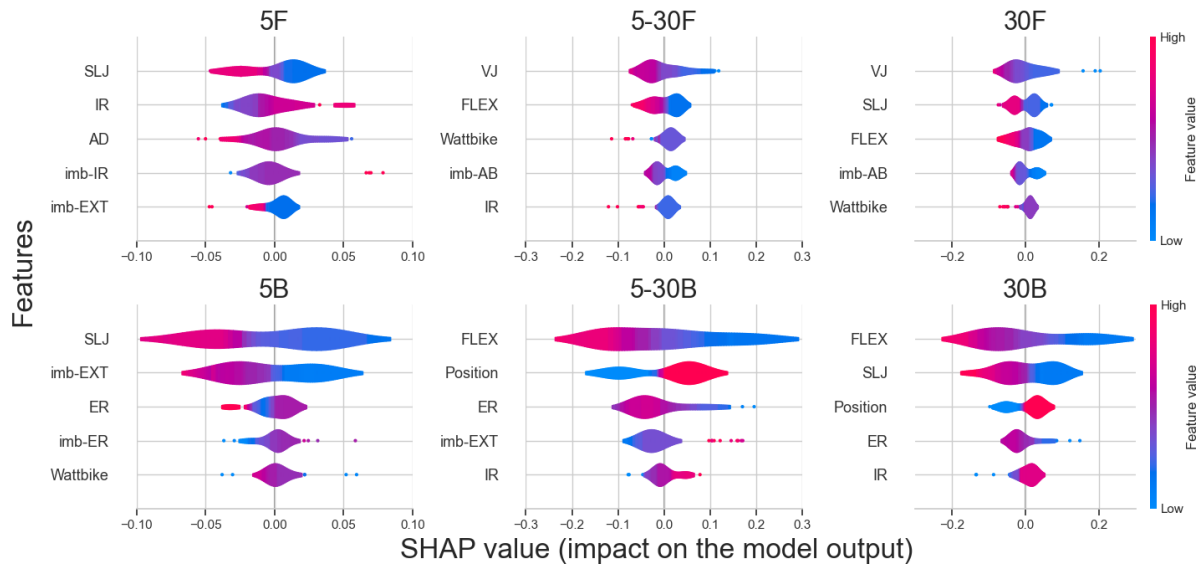 5F
5-30F
30F
SLJ
IR
AD
imb-IR
imb-EXT
−0.10 −0.05 0.00 0.05 0.10
VJ
FLEX
Wattbike
imb-AB
IR
−0.3 −0.2 −0.1 0.0 0.1 0.2 0.3
VJ
SLJ
FLEX
imb-AB
Wattbike
−0.2 0.0 0.2
High
Feature value
Low
Features
5B
5-30B
30B
SLJ
imb-EXT
ER
imb-ER
Wattbike
−0.10 −0.05 0.00 0.05 0.10
FLEX
Position
ER
imb-EXT
IR
−0.3 −0.2 −0.1 0.0 0.1 0.2 0.3
FLEX
SLJ
Position
ER
IR
−0.2 0.0 0.2
High
Feature value
Low
SHAP value (impact on the model output)